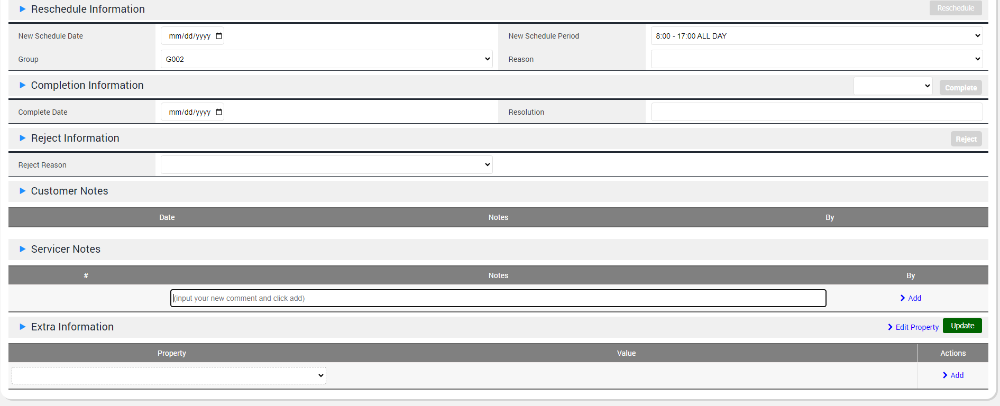 Reschedule Information Reschedule
New Schedule Date mm/dd/yyyy New Schedule Period 8:00 - 17:00 ALL DAY
Group G002 Reason
Completion Information Complete
Complete Date mm/dd/yyyy Resolution
Reject Information Reject
Reject Reason
Customer Notes
Date Notes By
Servicer Notes
# Notes By
(input your new comment and click add) Add
Extra Information Edit Property Update
Property Value Actions
Add